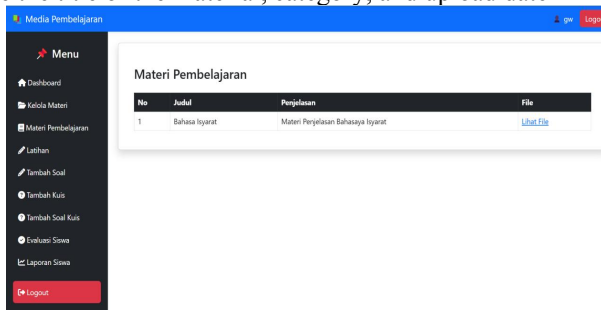 Media Pembelajaran
gw
Logo
Menu
Dashboard
Kelola Materi
Materi Pembelajaran
Latihan
Tambah Soal
Tambah Kuis
Tambah Soal Kuis
Evaluasi Siswa
Laporan Siswa
Logout
Materi Pembelajaran
No Judul Penjelasan File
1 Bahasa Isyarat Materi Penjelasan Bahasaya Isyarat Lihat File